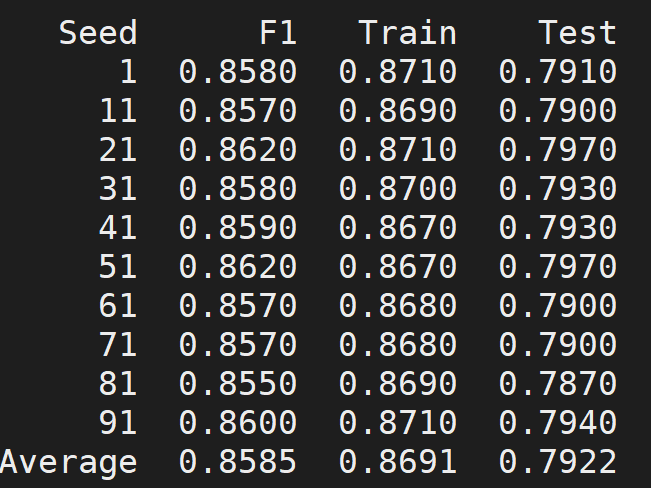 Seed F1 Train Test
1 0.8580 0.8710 0.7910
11 0.8570 0.8690 0.7900
21 0.8620 0.8710 0.7970
31 0.8580 0.8700 0.7930
41 0.8590 0.8670 0.7930
51 0.8620 0.8670 0.7970
61 0.8570 0.8680 0.7900
71 0.8570 0.8680 0.7900
81 0.8550 0.8690 0.7870
91 0.8600 0.8710 0.7940
Average 0.8585 0.8691 0.7922